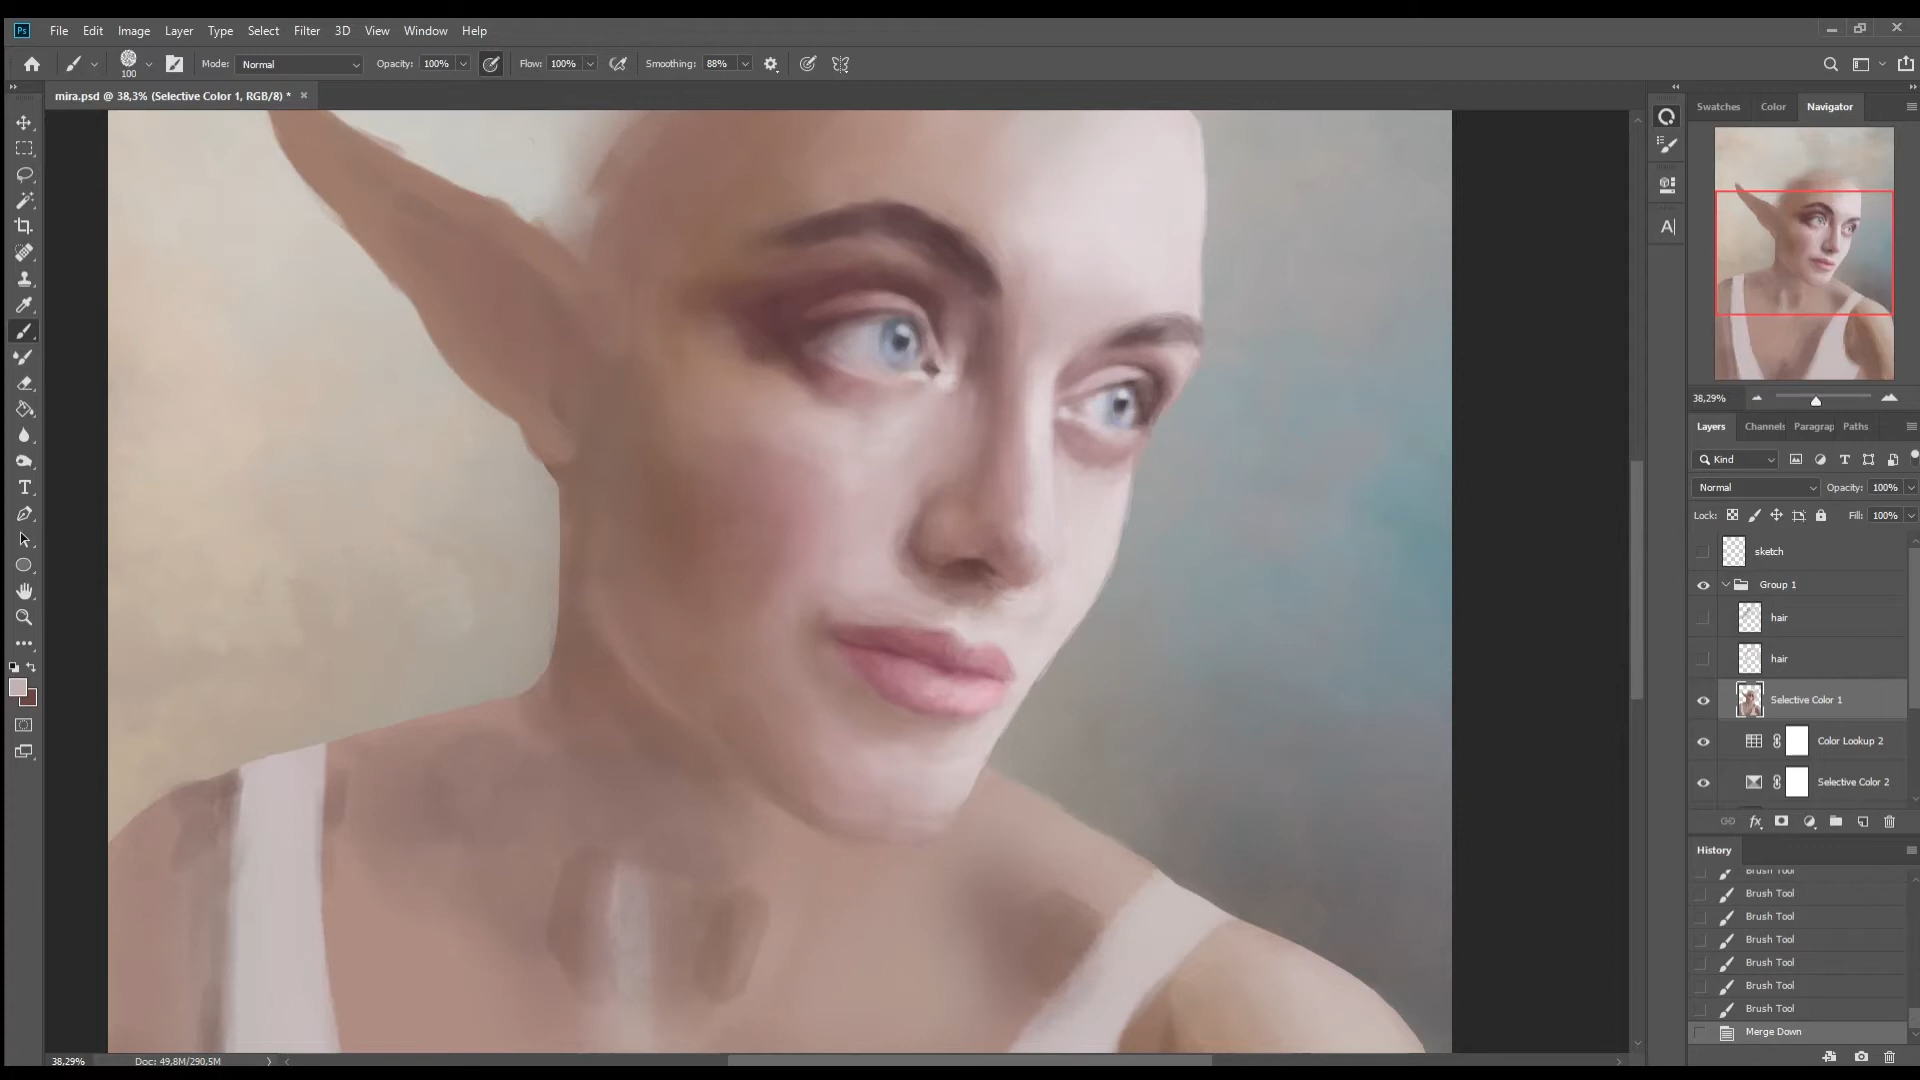 Ps File Edit Image Layer Type Select Filter 3D View Window Help
100 Mode: Normal Opacity: 100% Flow: 100% Smoothing: 88%
mira.psd @ 38,3% (Selective Color 1, RGB/8) *
Swatches Color Navigator
38,29%
Layers Channels Paragrap Paths
Kind
Normal Opacity: 100%
Lock: Fill: 100%
sketch
Group 1
hair
hair
Selective Color 1
Color Lookup 2
Selective Color 2
fx
History
Brush Tool
Brush Tool
Brush Tool
Brush Tool
Brush Tool
Brush Tool
Brush Tool
Merge Down
38,29% Doc: 49,8M/290,5M